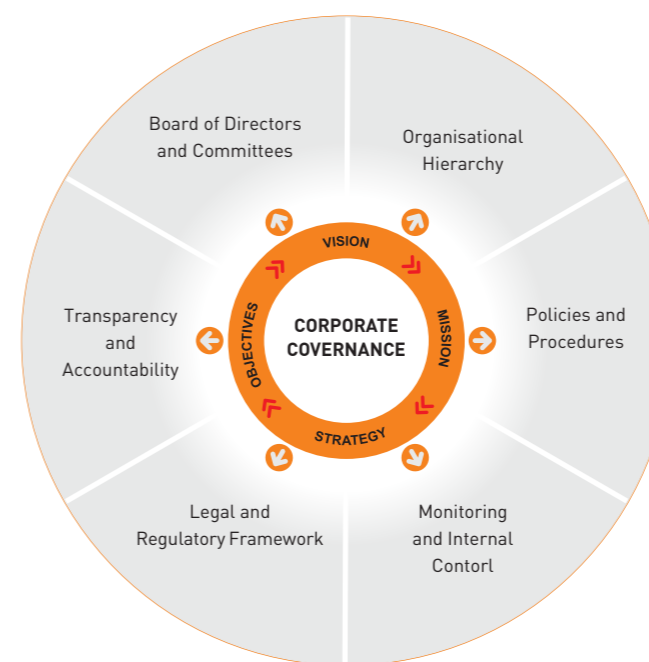 Board of Directors
and Committees
Organisational
Hierarchy
VISION
Transparency
and
Accountability
OBJECTIVES
CORPORATE
COVERNANCE
MISSION
Policies and
Procedures
STRATEGY
Legal and
Regulatory Framework
Monitoring
and Internal
Contorl